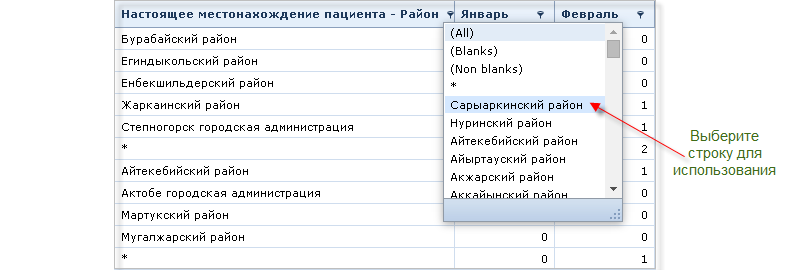 Настоящее местонахождение пациента - Район Январь Февраль
Бурабайский район 0
Егиндыкольский район 0
Енбекшильдерский район 0
Жаркаинский район 1
Степногорск городская администрация 1
* 2
Айтекебийский район 1
Актобе городская администрация 0
Мартукский район 0
Мугалжарский район 0 0
* 0 1
(All)
(Blanks)
(Non blanks)
*
Сарыаркинский район
Нуринский район
Айтекебийский район
Айыртауский район
Акжарский район
Аккайынский район
Выберите
строку для
использования